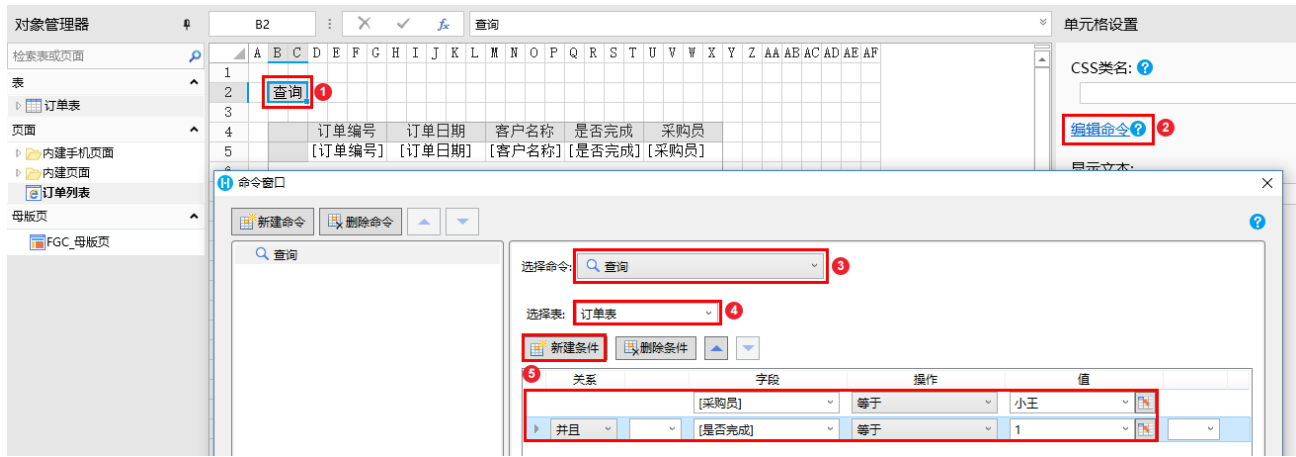 对象管理器
B2
fx
查询
单元格设置
检索表或页面
A B C D E F G H I J K L M N O P Q R S T U V W X Y Z AA AB AC AD AE AF
CSS类名: ?
表
1
订单表
2 查询 1
3
页面
4 订单编号 订单日期 客户名称 是否完成 采购员
编辑命令? 2
内建手机页面
5 [订单编号] [订单日期] [客户名称] [是否完成] [采购员]
内建页面
6
显示文本:
订单列表
命令窗口
母版页
新建命令 删除命令
?
FGC_母版页
查询
选择命令: 查询 3
选择表: 订单表 4
新建条件 删除条件
5
关系 字段 操作 值
[采购员] 等于 小王
并且 [是否完成] 等于 1